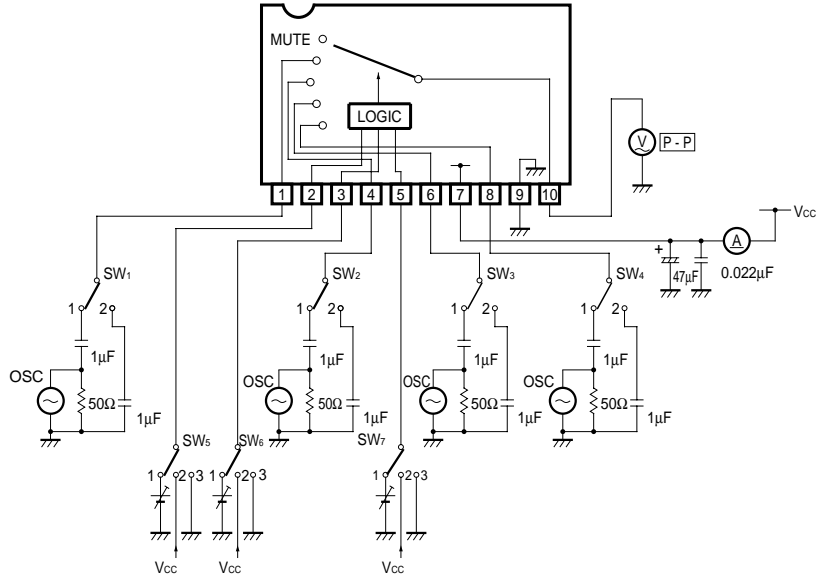 MUTE
LOGIC
V P - P
1 2 3 4 5 6 7 8 9 10
Vcc
A
+
47μF 0.022μF
SW1 SW2 SW3 SW4
1 2 1 2 1 2 1 2
1μF 1μF 1μF 1μF
OSC OSC OSC OSC
50Ω 50Ω 50Ω 50Ω
1μF 1μF 1μF 1μF
SW5 SW6 SW7
1 2 3 1 2 3 1 2 3
Vcc Vcc Vcc